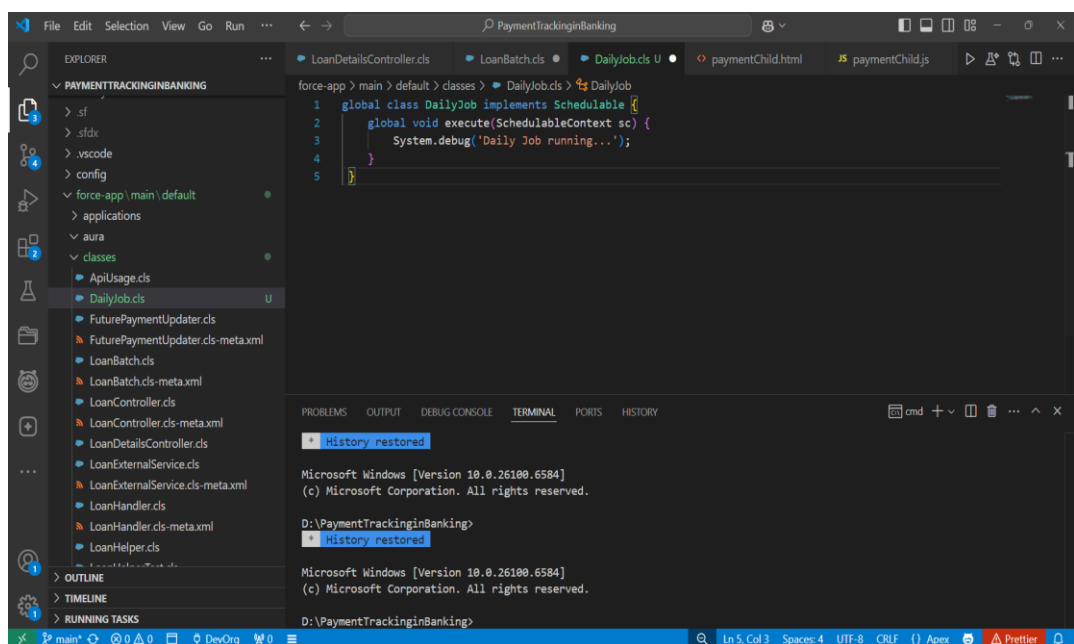 File Edit Selection View Go Run ··· PaymentTrackinginBanking
EXPLORER ···
PAYMENTTRACKINGINBANKING
.sf
.sfdx
.vscode
config
force-app\main\default
applications
aura
classes
ApiUsage.cls
DailyJob.cls U
FuturePaymentUpdater.cls
FuturePaymentUpdater.cls-meta.xml
LoanBatch.cls
LoanBatch.cls-meta.xml
LoanController.cls
LoanController.cls-meta.xml
LoanDetailsController.cls
LoanExternalService.cls
LoanExternalService.cls-meta.xml
LoanHandler.cls
LoanHandler.cls-meta.xml
LoanHelper.cls
OUTLINE
TIMELINE
RUNNING TASKS
3
4
2
1
1
LoanDetailsController.cls LoanBatch.cls DailyJob.cls U paymentChild.html JS paymentChild.js
force-app > main > default > classes > DailyJob.cls > DailyJob
1 global class DailyJob implements Schedulable {
2 global void execute(SchedulableContext sc) {
3 System.debug('Daily Job running...');
4 }
5 }
PROBLEMS OUTPUT DEBUG CONSOLE TERMINAL PORTS HISTORY cmd
* History restored
Microsoft Windows [Version 10.0.26100.6584]
(c) Microsoft Corporation. All rights reserved.
D:\PaymentTrackinginBanking>
* History restored
Microsoft Windows [Version 10.0.26100.6584]
(c) Microsoft Corporation. All rights reserved.
D:\PaymentTrackinginBanking>
main* 0 0 DevOrg 0 Ln 5, Col 3 Spaces: 4 UTF-8 CRLF {} Apex Prettier